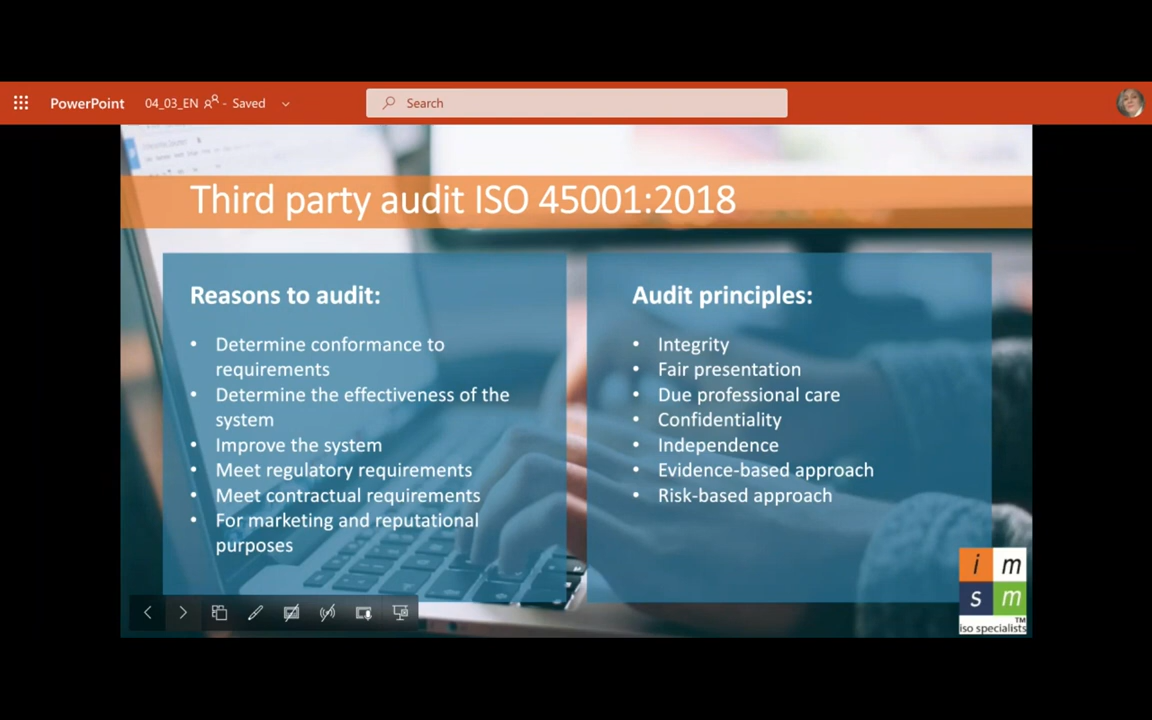 PowerPoint
04_03_EN
- Saved
Search
Third party audit ISO 45001:2018
Reasons to audit:
• Determine conformance to
requirements
• Determine the effectiveness of the
system
• Improve the system
• Meet regulatory requirements
• Meet contractual requirements
• For marketing and reputational
purposes
Audit principles:
• Integrity
• Fair presentation
• Due professional care
• Confidentiality
• Independence
• Evidence-based approach
• Risk-based approach
i m
s m
TM
iso specialists